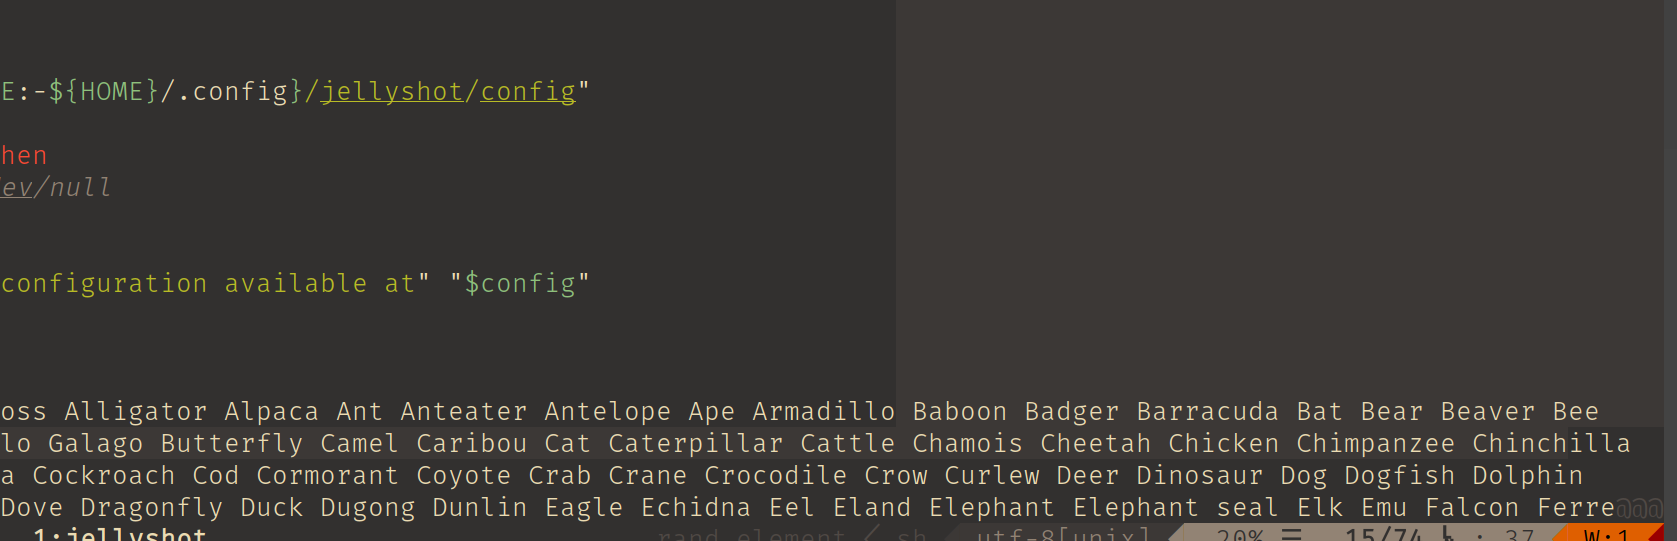 E:-${HOME}/.config}/jellyshot/config"
hen
ev/null
configuration available at" "$config"
oss Alligator Alpaca Ant Anteater Antelope Ape Armadillo Baboon Badger Barracuda Bat Bear Beaver Bee
lo Galago Butterfly Camel Caribou Cat Caterpillar Cattle Chamois Cheetah Chicken Chimpanzee Chinchilla
a Cockroach Cod Cormorant Coyote Crab Crane Crocodile Crow Curlew Deer Dinosaur Dog Dogfish Dolphin
Dove Dragonfly Duck Dugong Dunlin Eagle Echidna Eel Eland Elephant Elephant seal Elk Emu Falcon Ferre@@@
1:jellyshot rand_element sh utf-8[unix] 20% ☰ 15/74 : 37 W:1